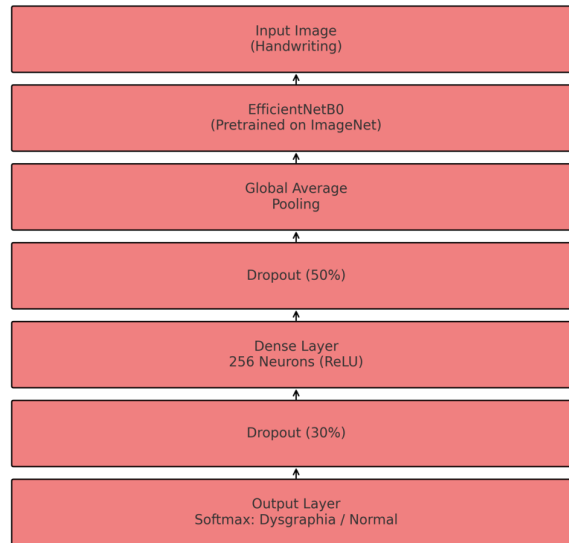 Input Image
(Handwriting)
EfficientNetB0
(Pretrained on ImageNet)
Global Average
Pooling
Dropout (50%)
Dense Layer
256 Neurons (ReLU)
Dropout (30%)
Output Layer
Softmax: Dysgraphia / Normal